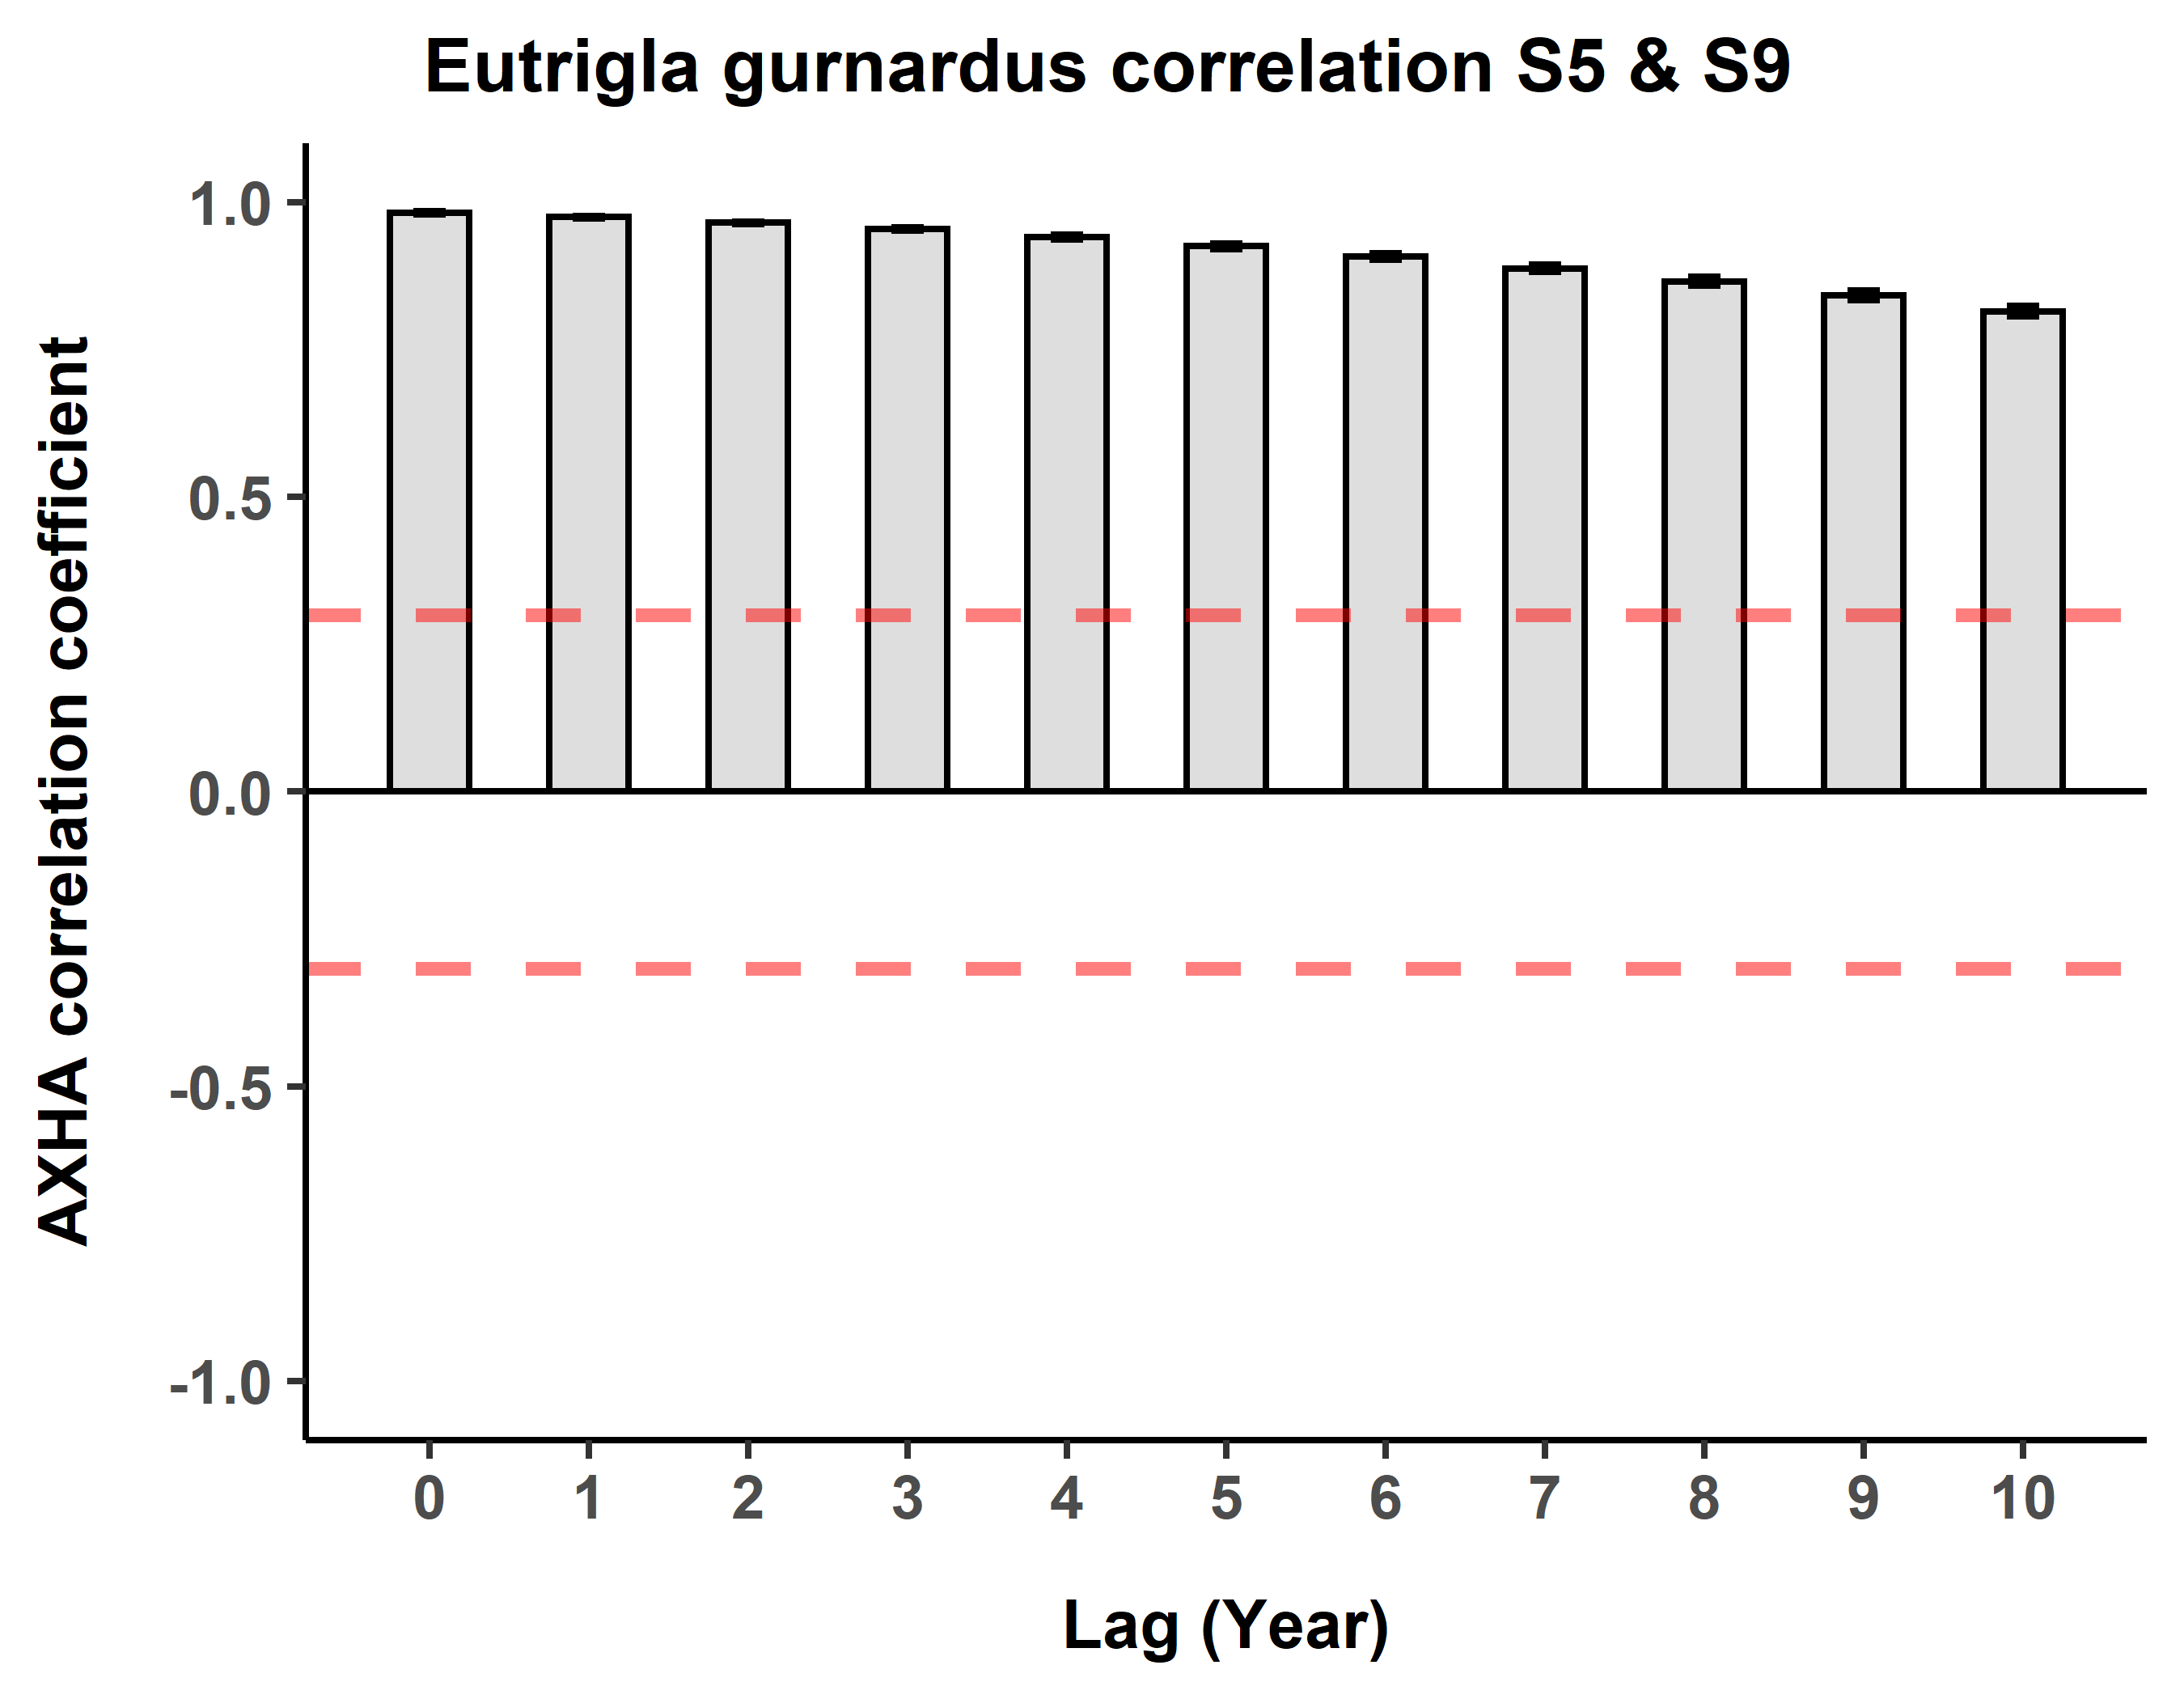 Eutrigla gurnardus correlation S5 & S9
AXHA correlation coefficient
1.0
0.5
0.0
-0.5
-1.0
0 1 2 3 4 5 6 7 8 9 10
Lag (Year)